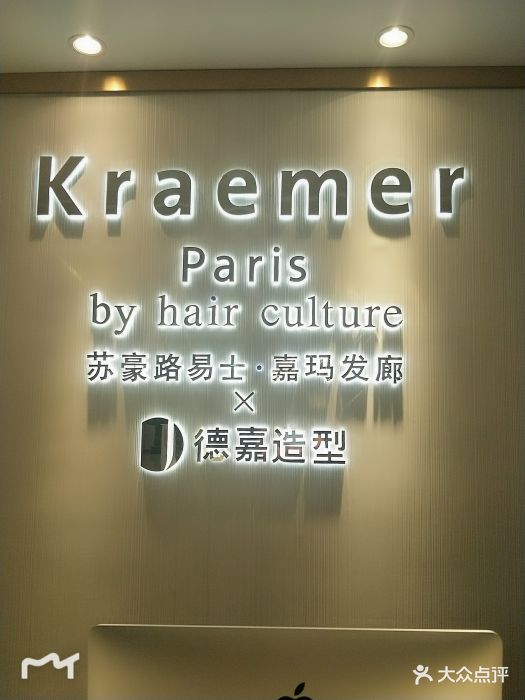 Kraemer
Paris
by hair culture
苏豪路易士·嘉玛发廊
×
德嘉造型
大众点评